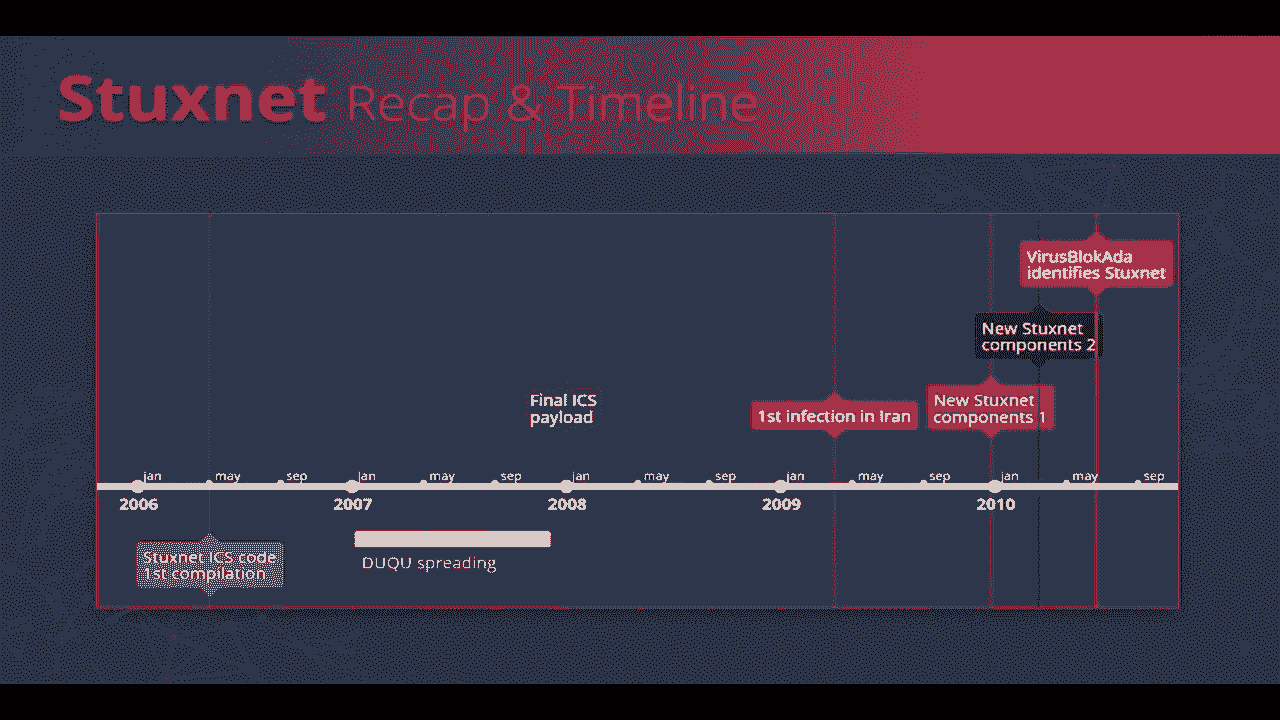 Stuxnet Recap & Timeline
VirusBlokAda
identifies Stuxnet
New Stuxnet
components 2
Final ICS
payload
1st infection in Iran
New Stuxnet
components 1
jan may sep jan may sep jan may sep jan may sep jan may sep
2006 2007 2008 2009 2010
Stuxnet ICS code
1st compilation
DUQU spreading